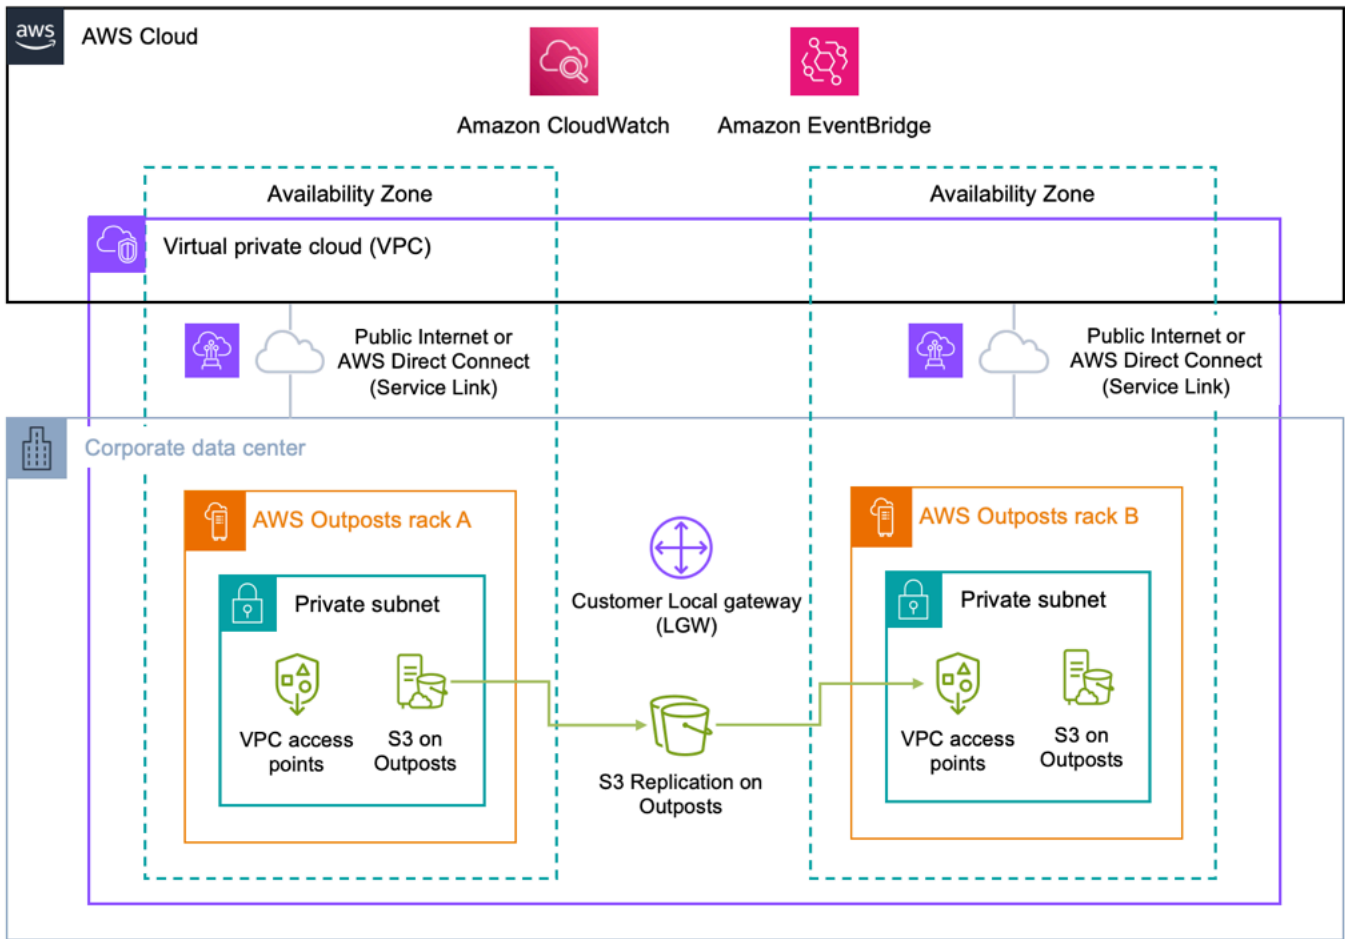 aws
AWS Cloud
Amazon CloudWatch
Amazon EventBridge
Availability Zone
Availability Zone
Virtual private cloud (VPC)
Public Internet or
AWS Direct Connect
(Service Link)
Public Internet or
AWS Direct Connect
(Service Link)
Corporate data center
AWS Outposts rack A
AWS Outposts rack B
Private subnet
Customer Local gateway
(LGW)
Private subnet
VPC access
points
S3 on
Outposts
S3 Replication on
Outposts
VPC access
points
S3 on
Outposts